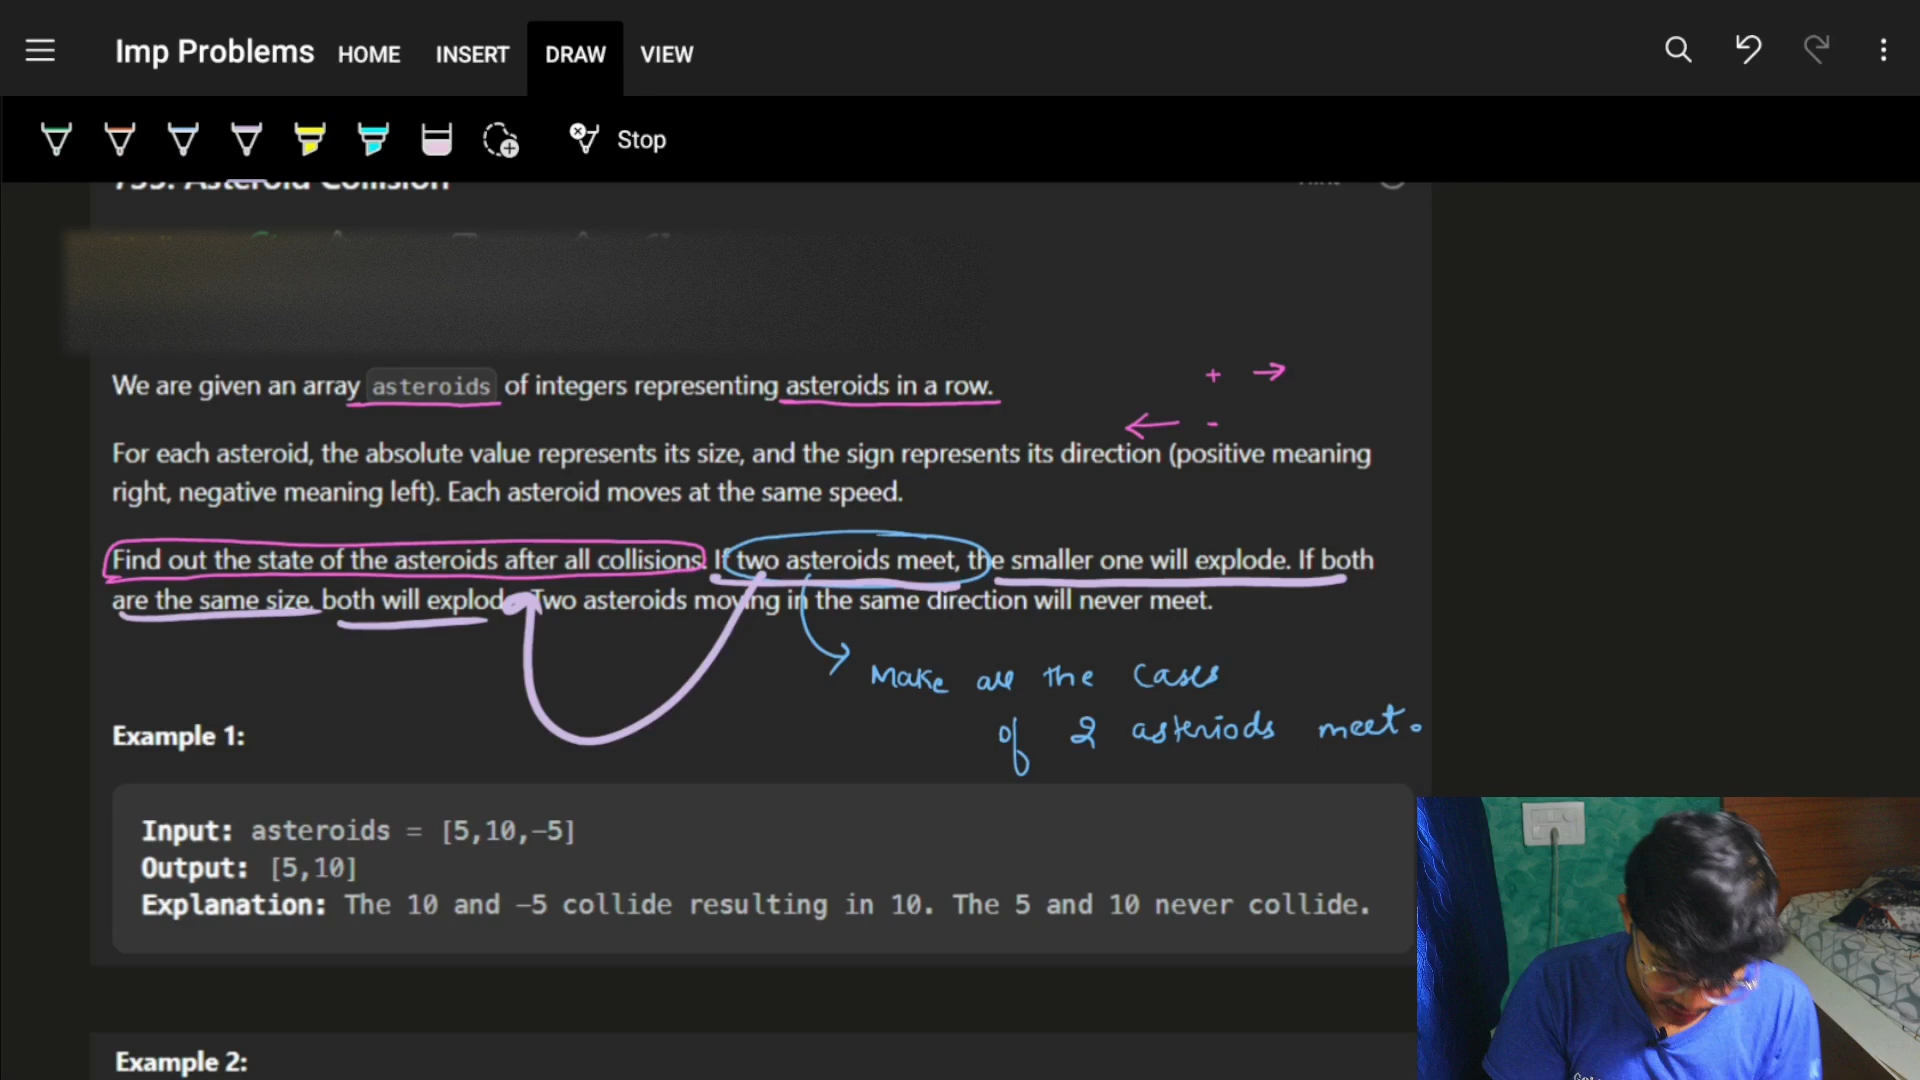 Imp Problems HOME INSERT DRAW VIEW
Stop
735. Asteroid Collision
We are given an array asteroids of integers representing asteroids in a row.
+ →
← -
For each asteroid, the absolute value represents its size, and the sign represents its direction (positive meaning
right, negative meaning left). Each asteroid moves at the same speed.
Find out the state of the asteroids after all collisions. If two asteroids meet, the smaller one will explode. If both
are the same size, both will explode. Two asteroids moving in the same direction will never meet.
Make all the Cases
of 2 asteriods meet.
Example 1:
Input: asteroids = [5,10,-5]
Output: [5,10]
Explanation: The 10 and -5 collide resulting in 10. The 5 and 10 never collide.
Example 2: